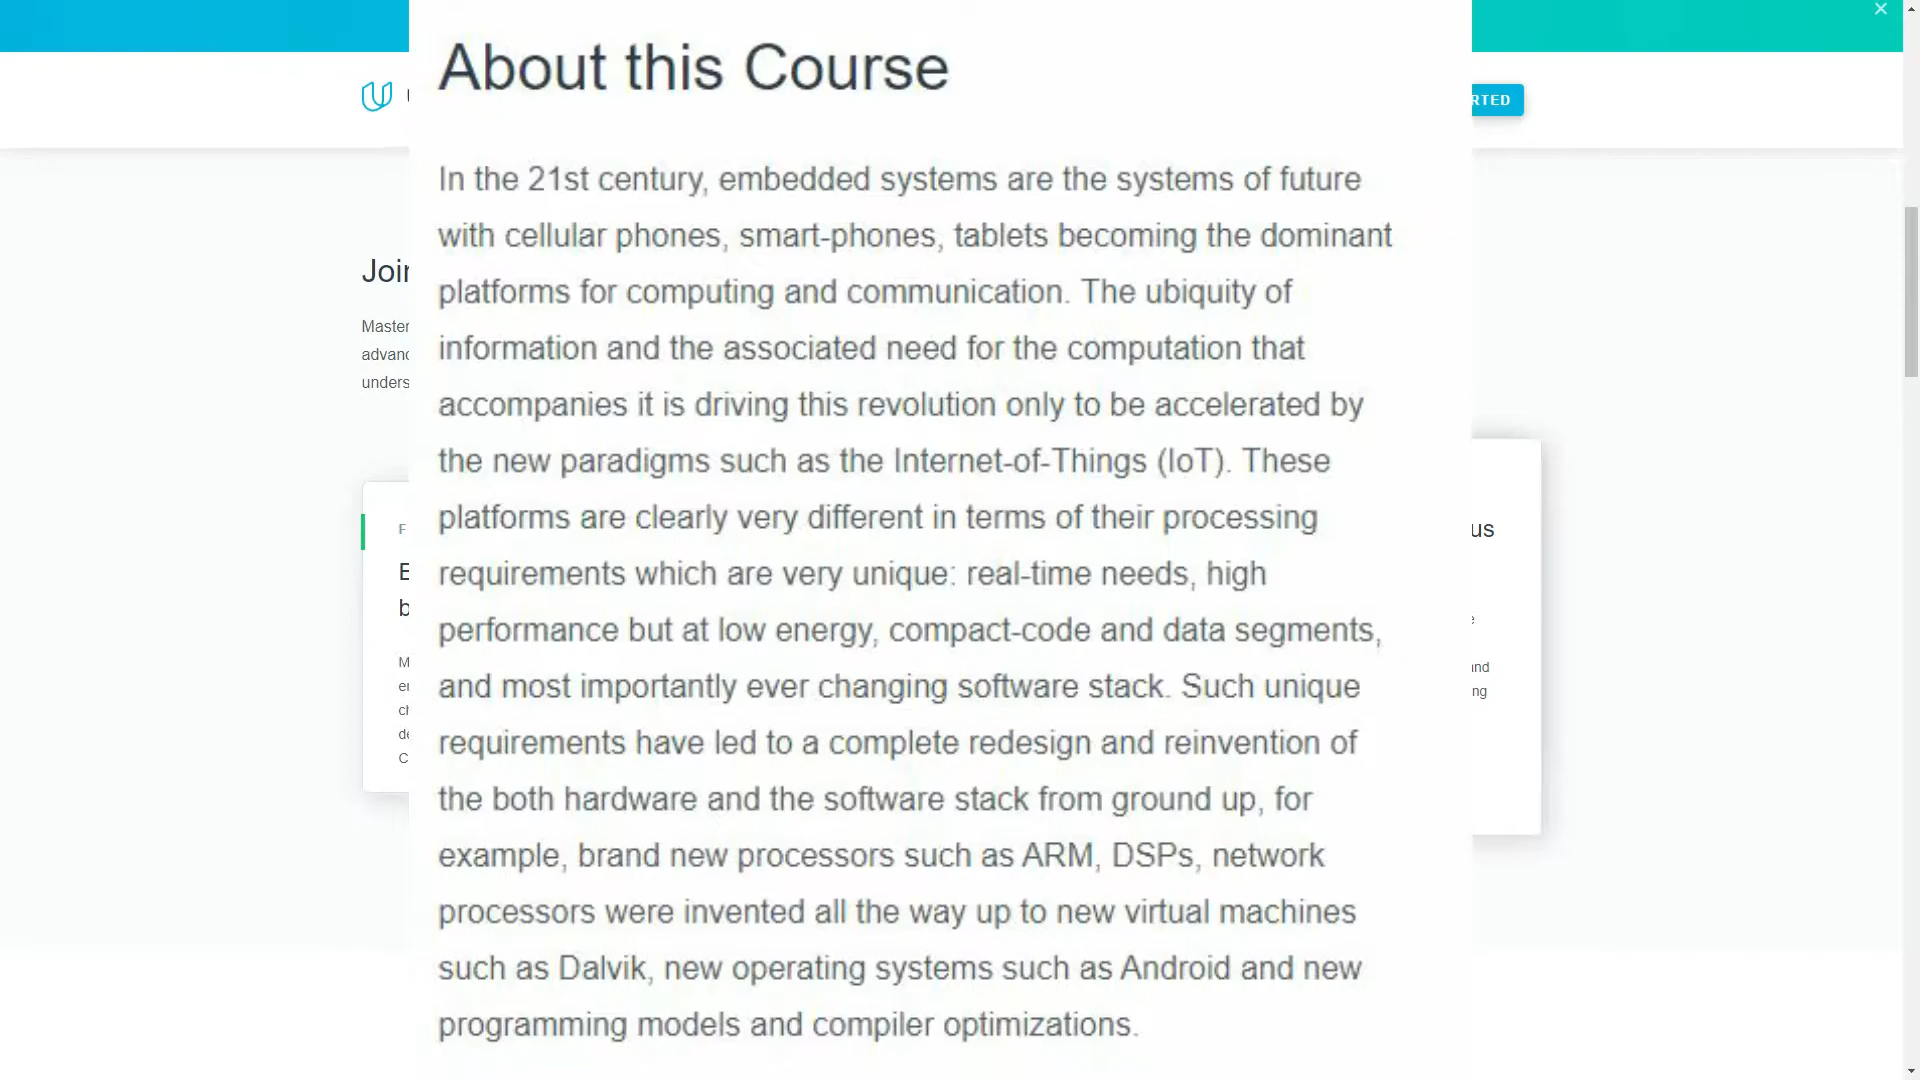 About this Course
In the 21st century, embedded systems are the systems of future
with cellular phones, smart-phones, tablets becoming the dominant
platforms for computing and communication. The ubiquity of
information and the associated need for the computation that
accompanies it is driving this revolution only to be accelerated by
the new paradigms such as the Internet-of-Things (IoT). These
platforms are clearly very different in terms of their processing
requirements which are very unique: real-time needs, high
performance but at low energy, compact-code and data segments,
and most importantly ever changing software stack. Such unique
requirements have led to a complete redesign and reinvention of
the both hardware and the software stack from ground up, for
example, brand new processors such as ARM, DSPs, network
processors were invented all the way up to new virtual machines
such as Dalvik, new operating systems such as Android and new
programming models and compiler optimizations.